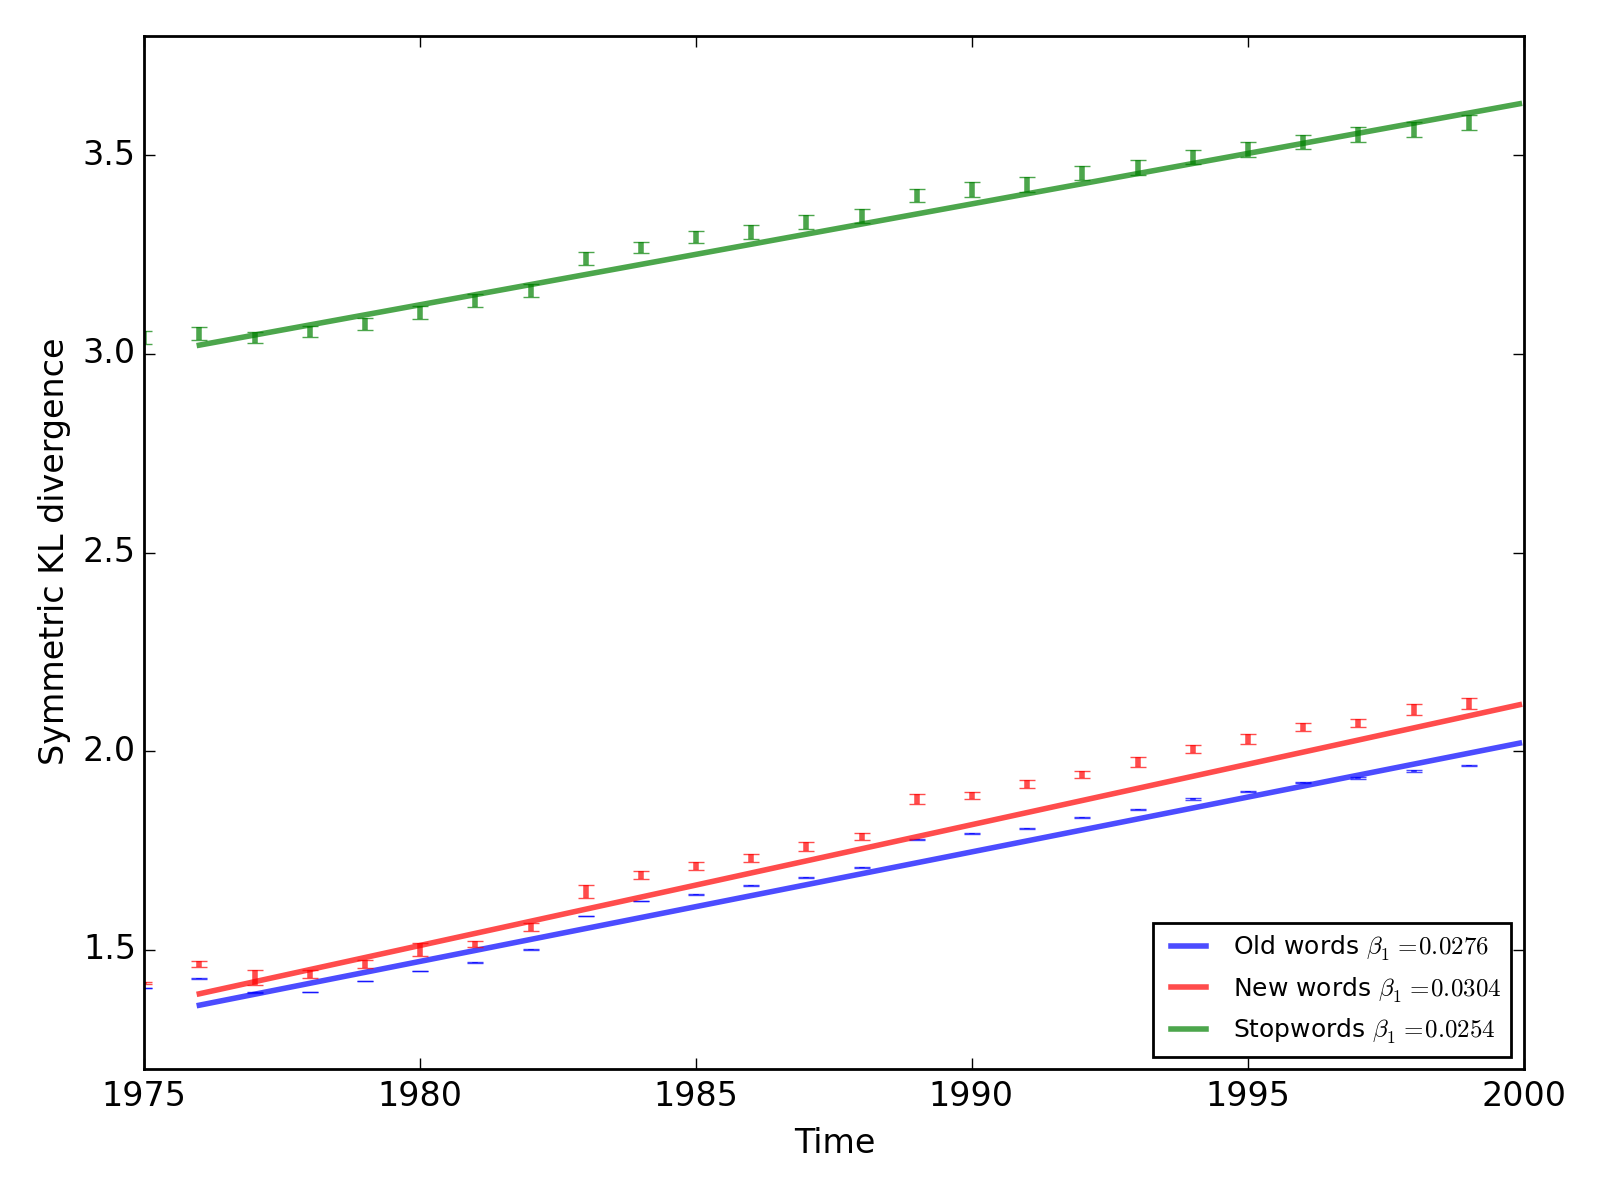 3.5
3.0
2.5
2.0
1.5
Symmetric KL divergence
Old words β₁ = 0.0276
New words β₁ = 0.0304
Stopwords β₁ = 0.0254
1975 1980 1985 1990 1995 2000
Time